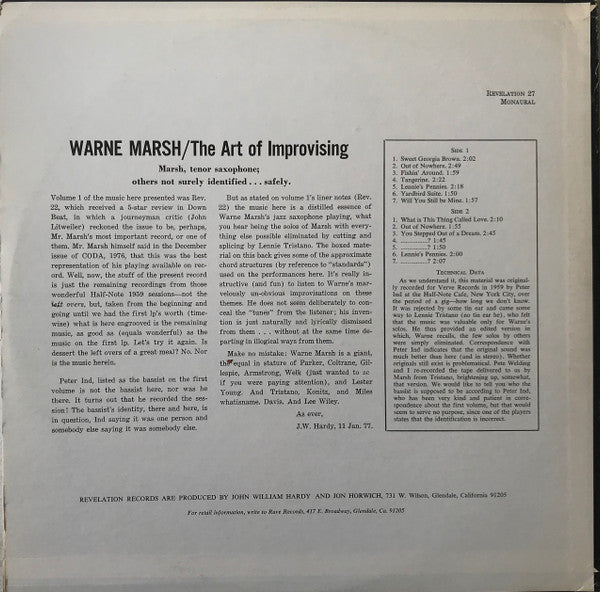 REVELATION 27
MONAURAL
WARNE MARSH/The Art of Improvising
Marsh, tenor saxophone;
others not surely identified . . . safely.
Volume 1 of the music here presented was Rev.
22, which received a 5-star review in Down
Beat, in which a journeyman critic (John
Litweiler) reckoned the issue to be, perhaps,
Mr. Marsh's most important record, or one of
them. Mr. Marsh himself said in the December
issue of CODA, 1976, that this was the best
representation of his playing available on rec-
ord. Well, now, the stuff of the present record
is just the remaining recordings from those
wonderful Half-Note 1959 sessions—not the
left overs, but, taken from the beginning and
going until we had the first lp's worth (time-
wise) what is here engrooved is the remaining
music, as good (as equals wonderful) as the
music on the first lp. Let's try it again. Is
dessert the left overs of a great meal? No. Nor
is the music herein.
Peter Ind, listed as the bassist on the first
volume is not the bassist here, nor was he
there. It turns out that he recorded the ses-
sion! The bassist's identity, there and here, is
in question, Ind saying it was one person and
somebody else saying it was somebody else.
But as stated on volume 1's liner notes (Rev.
22) the music here is a distilled essence of
Warne Marsh's jazz saxophone playing, what
you hear being the solos of Marsh with every-
thing else possible eliminated by cutting and
splicing by Lennie Tristano. The boxed mate-
rial on this back gives some of the approximate
chord structures (by reference to "standards")
used on the performances here. It's really in-
structive (and fun) to listen to Warne's mar-
velously un-obvious improvisations on these
themes. He does not seem deliberately to con-
ceal the "tunes" from the listener; his inven-
tion is just naturally and lyrically dismissed
from them . . . without at the same time de-
parting in illogical ways from them.
Make no mistake: Warne Marsh is a giant,
the equal in stature of Parker, Coltrane, Gil-
lespie, Armstrong, Welk (just wanted to see
if you were paying attention), and Lester
Young. And Tristano, Konitz, and Miles
whatisname. Davis. And Lee Wiley.
As ever,
J.W. Hardy, 11 Jan. 77.
SIDE 1
1. Sweet Georgia Brown. 2:02
2. Out of Nowhere. 2:49
3. Fishin' Around. 1:59
4. Tangerine. 2:22
5. Lennie's Pennies. 2:18
6. Yardbird Suite. 1:50
7. Will You Still be Mine. 1:57
SIDE 2
1. What is This Thing Called Love. 2:10
2. Out of Nowhere. 1:55
3. You Stepped Out of a Dream. 2:45
4. ............? 1:45
5. ............? 1:50
6. Lennie's Pennies. 2:00
7. ............? 2:07
TECHNICAL DATA
As we understand it, this material was original-
ly recorded for Verve Records in 1959 by Peter
Ind at the Half-Note Cafe, New York City, over
the period of a gig—how long we don't know.
It was rejected by some tin ear and came some
way to Lennie Tristano (no tin ear he), who felt
that the music was valuable only for Warne's
solos. He thus provided an edited version in
which, Warne recalls, the few solos by others
were simply eliminated. Correspondence with
Peter Ind indicates that the original sound was
much better than here (and in stereo). Whether
originals still exist is problematical. Pete Welding
and I re-recorded the tape delivered to us by
Marsh from Tristano, brightening up, somewhat,
that version. We would like to tell you who the
bassist is supposed to be according to Peter Ind,
who has been very kind and patient in corre-
spondence about the first volume, but that would
seem to serve no purpose, since one of the players
states that the identification is incorrect.
REVELATION RECORDS ARE PRODUCED BY JOHN WILLIAM HARDY AND JON HORWICH, 731 W. Wilson, Glendale, California 91205
For retail information, write to Rare Records, 417 E. Broadway, Glendale, Ca. 91205